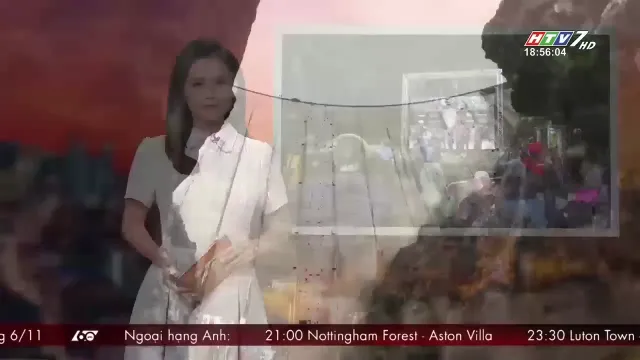 HTV7 HD
18:56:04
g 6/11 60 Ngoại hạng Anh: 21:00 Nottingham Forest - Aston Villa 23:30 Luton Town